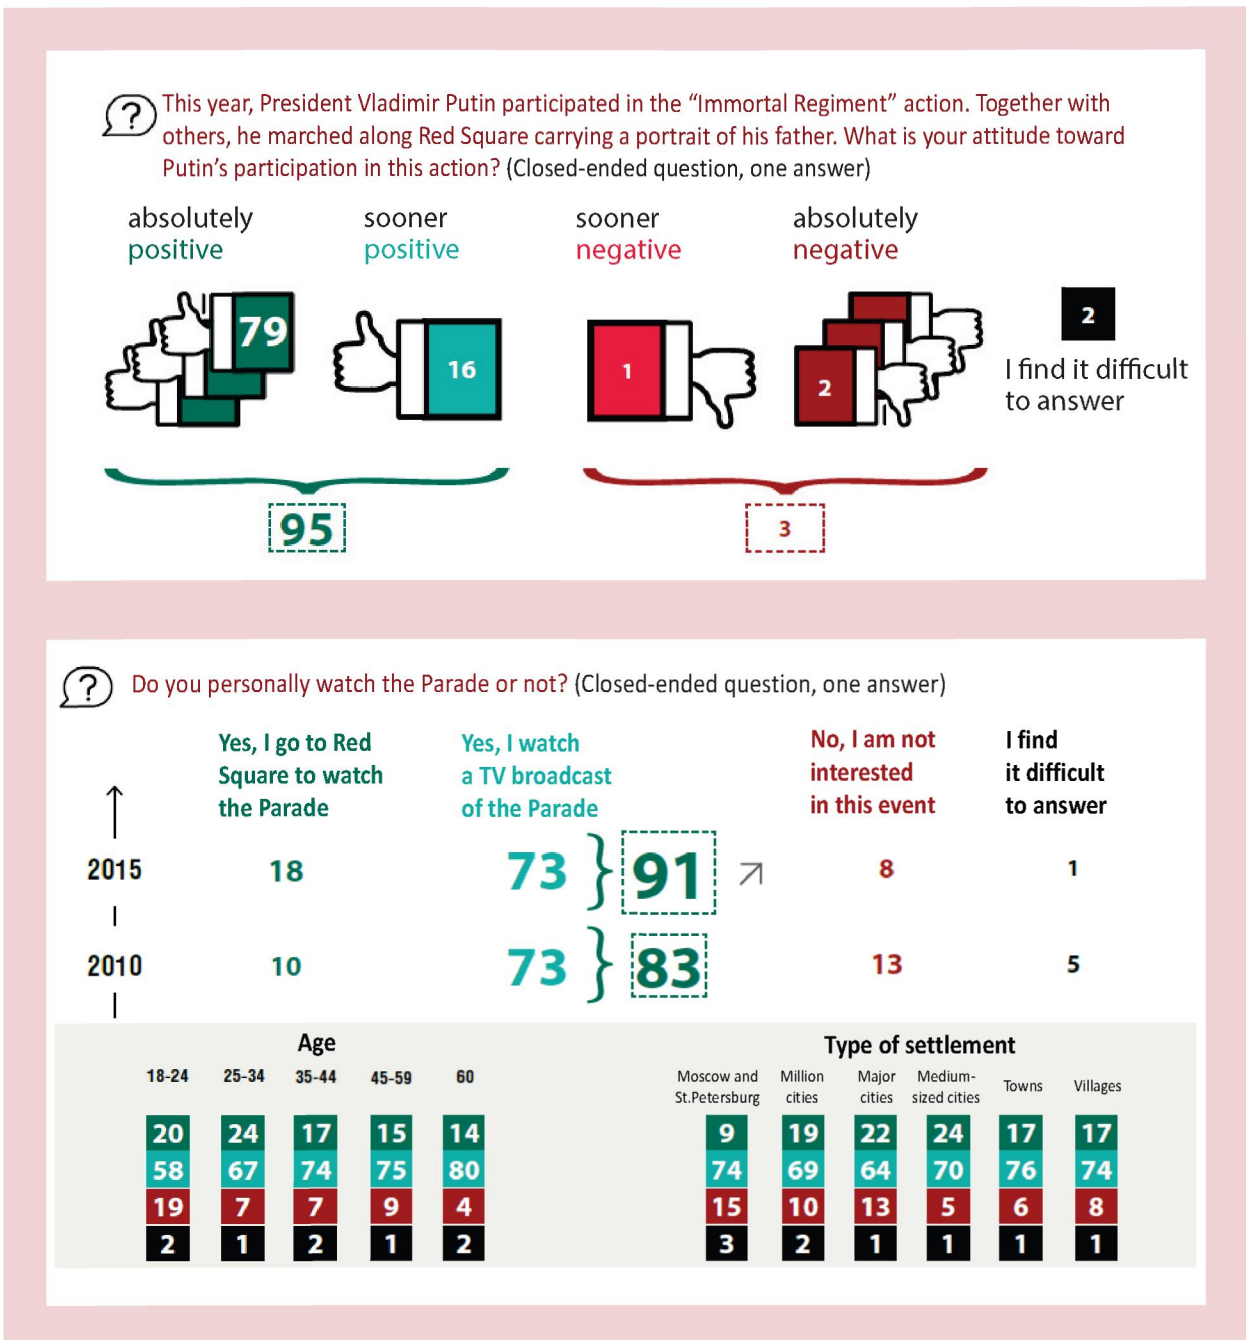 ?
This year, President Vladimir Putin participated in the “Immortal Regiment” action. Together with
others, he marched along Red Square carrying a portrait of his father. What is your attitude toward
Putin’s participation in this action? (Closed-ended question, one answer)
absolutely positive
sooner positive
sooner negative
absolutely negative
79
16
1
2
2
I find it difficult
to answer
95
3
?
Do you personally watch the Parade or not? (Closed-ended question, one answer)
Yes, I go to Red
Square to watch
the Parade
Yes, I watch
a TV broadcast
of the Parade
No, I am not
interested
in this event
I find
it difficult
to answer
2015 18 73 } 91 8 1
2010 10 73 } 83 13 5
Age
18-24 25-34 35-44 45-59 60
20 24 17 15 14
58 67 74 75 80
19 7 7 9 4
2 1 2 1 2
Type of settlement
Moscow and
St.Petersburg
Million
cities
Major
cities
Medium-
sized cities
Towns
Villages
9 19 22 24 17 17
74 69 64 70 76 74
15 10 13 5 6 8
3 2 1 1 1 1